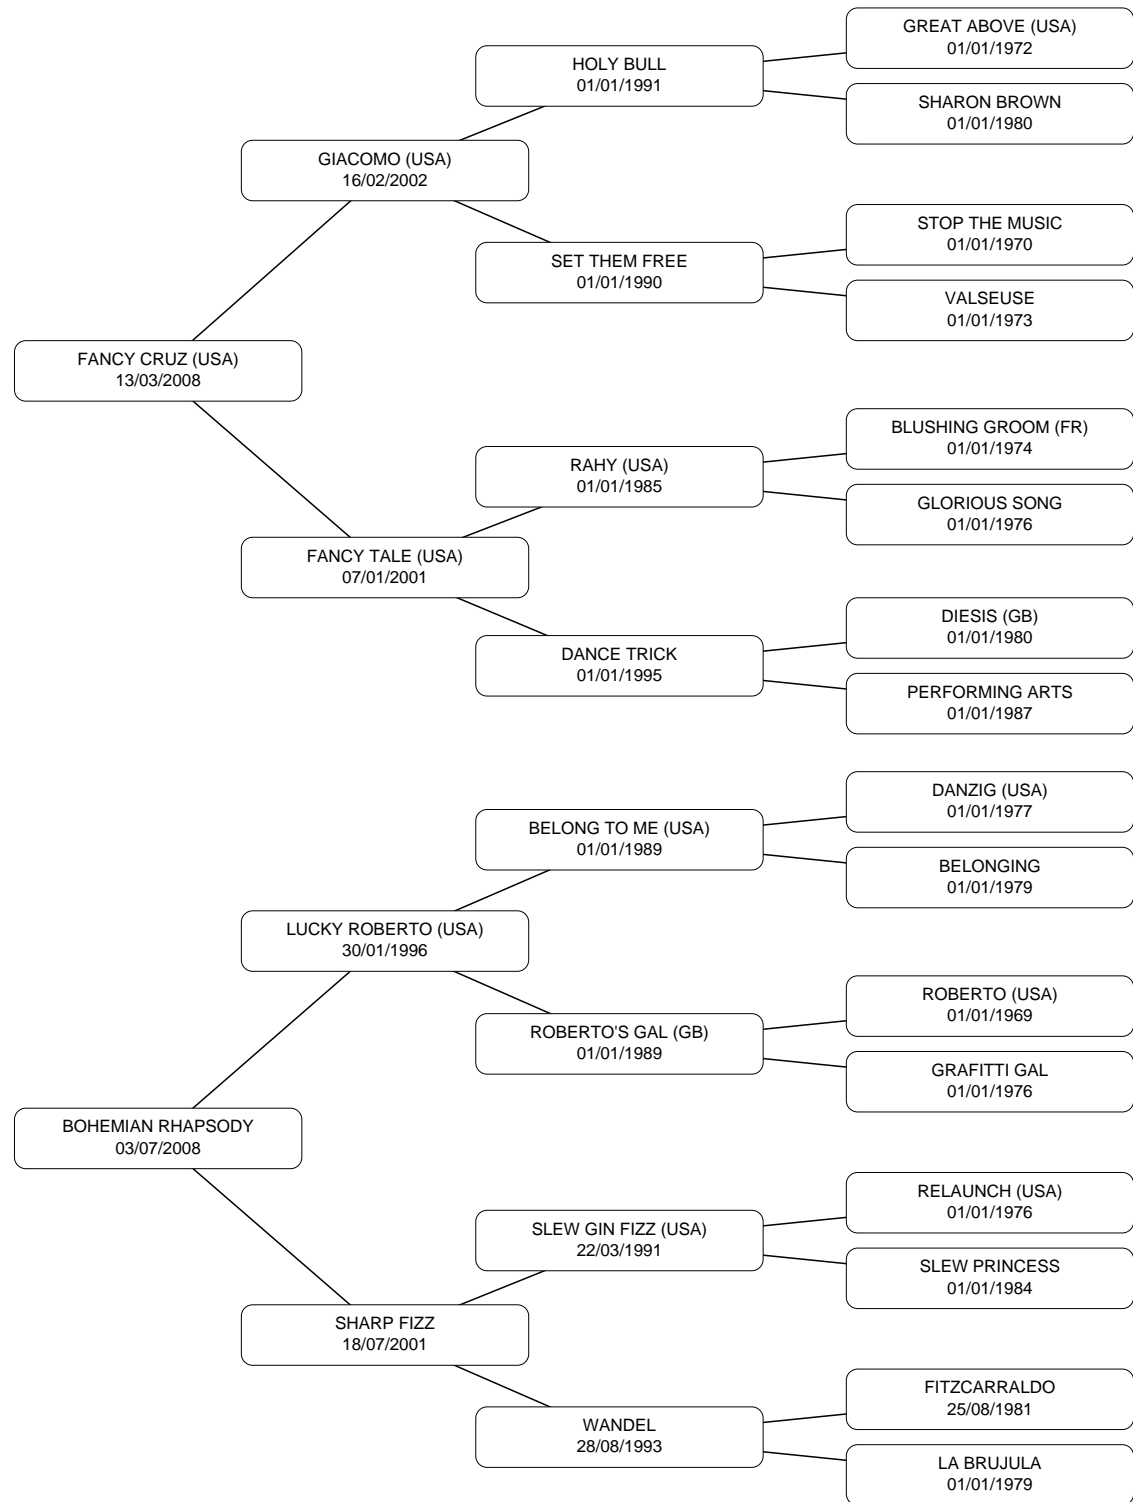 GREAT ABOVE (USA)
01/01/1972
HOLY BULL
01/01/1991
SHARON BROWN
01/01/1980
GIACOMO (USA)
16/02/2002
STOP THE MUSIC
01/01/1970
SET THEM FREE
01/01/1990
VALSEUSE
01/01/1973
FANCY CRUZ (USA)
13/03/2008
BLUSHING GROOM (FR)
01/01/1974
RAHY (USA)
01/01/1985
GLORIOUS SONG
01/01/1976
FANCY TALE (USA)
07/01/2001
DIESIS (GB)
01/01/1980
DANCE TRICK
01/01/1995
PERFORMING ARTS
01/01/1987
DANZIG (USA)
01/01/1977
BELONG TO ME (USA)
01/01/1989
BELONGING
01/01/1979
LUCKY ROBERTO (USA)
30/01/1996
ROBERTO (USA)
01/01/1969
ROBERTO'S GAL (GB)
01/01/1989
GRAFITTI GAL
01/01/1976
BOHEMIAN RHAPSODY
03/07/2008
RELAUNCH (USA)
01/01/1976
SLEW GIN FIZZ (USA)
22/03/1991
SLEW PRINCESS
01/01/1984
SHARP FIZZ
18/07/2001
FITZCARRALDO
25/08/1981
WANDEL
28/08/1993
LA BRUJULA
01/01/1979